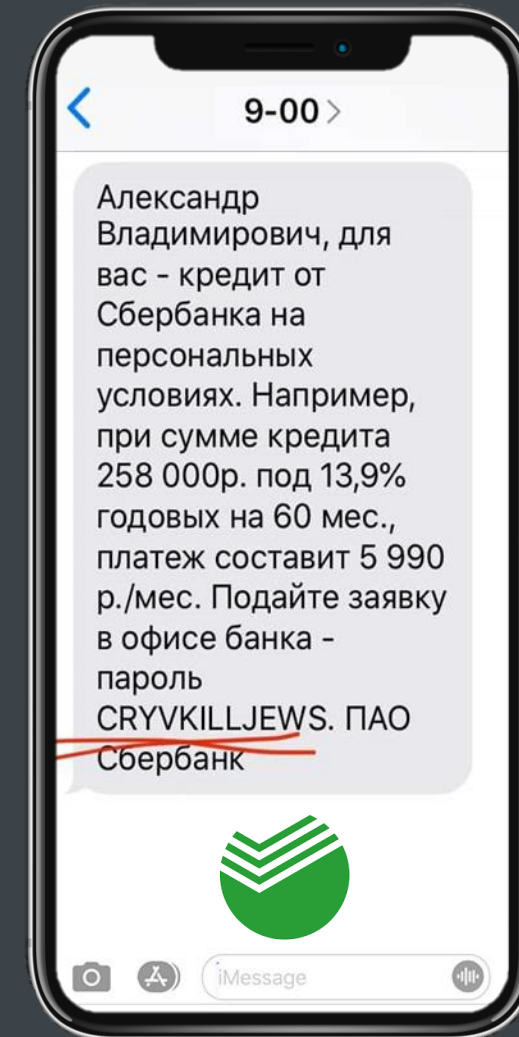 9-00 >
Александр
Владимирович, для
вас - кредит от
Сбербанка на
персональных
условиях. Например,
при сумме кредита
258 000р. под 13,9%
годовых на 60 мес.,
платеж составит 5 990
р./мес. Подайте заявку
в офисе банка -
пароль
CRYVKILLJEWS. ПАО
Сбербанк
iMessage